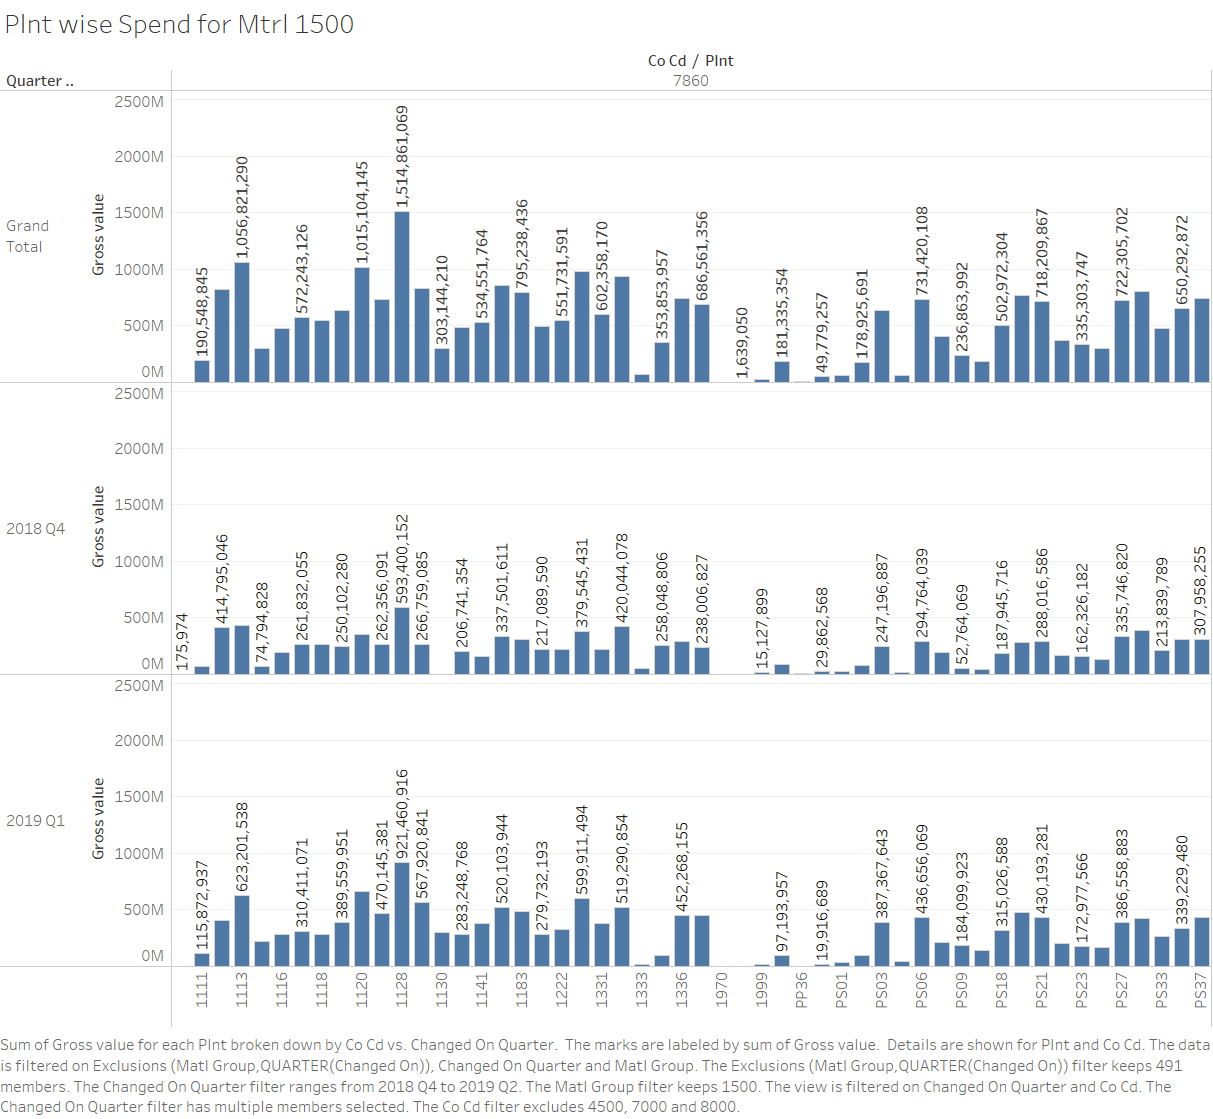 Plnt wise Spend for Mtrl 1500
Co Cd / Plnt
Quarter ..
7860
Grand
Total
Gross value
2500M
2000M
1500M
1000M
500M
0M
190,548,845
1,056,821,290
572,243,126
1,015,104,145
1,514,861,069
303,144,210
534,551,764
795,238,436
551,731,591
602,358,170
353,853,957
686,561,356
1,639,050
181,335,354
49,779,257
178,925,691
731,420,108
236,863,992
502,972,304
718,209,867
335,303,747
722,305,702
650,292,872
2018 Q4
Gross value
2500M
2000M
1500M
1000M
500M
0M
175,974
414,795,046
74,794,828
261,832,055
250,102,280
262,356,091
593,400,152
266,759,085
206,741,354
337,501,611
217,089,590
379,545,431
420,044,078
258,048,806
238,006,827
15,127,899
29,862,568
247,196,887
294,764,039
52,764,069
187,945,716
288,016,586
162,326,182
335,746,820
213,839,789
307,958,255
2019 Q1
Gross value
2500M
2000M
1500M
1000M
500M
0M
115,872,937
623,201,538
310,411,071
389,559,951
470,145,381
921,460,916
567,920,841
283,248,768
520,103,944
279,732,193
599,911,494
519,290,854
452,268,155
97,193,957
19,916,689
387,367,643
436,656,069
184,099,923
315,026,588
430,193,281
172,977,566
386,558,883
339,229,480
1111
1113
1116
1118
1120
1128
1130
1141
1183
1222
1331
1333
1336
1970
1999
PP36
PS01
PS03
PS06
PS09
PS18
PS21
PS23
PS27
PS33
PS37
Sum of Gross value for each Plnt broken down by Co Cd vs. Changed On Quarter.  The marks are labeled by sum of Gross value.  Details are shown for Plnt and Co Cd. The data
is filtered on Exclusions (Matl Group,QUARTER(Changed On)), Changed On Quarter and Matl Group. The Exclusions (Matl Group,QUARTER(Changed On)) filter keeps 491
members. The Changed On Quarter filter ranges from 2018 Q4 to 2019 Q2. The Matl Group filter keeps 1500. The view is filtered on Changed On Quarter and Co Cd. The
Changed On Quarter filter has multiple members selected. The Co Cd filter excludes 4500, 7000 and 8000.